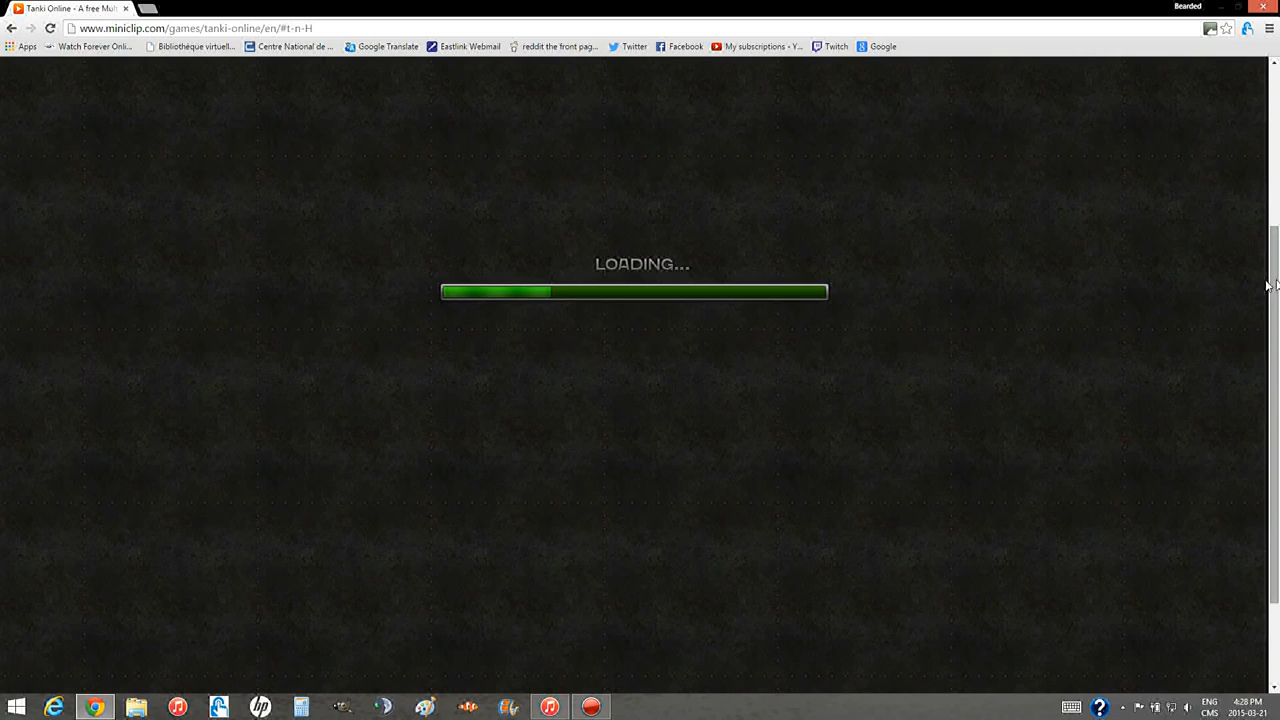 Tanki Online - A free Mult
Bearded
www.miniclip.com/games/tanki-online/en/#t-n-H
Apps
Watch Forever Onli...
Bibliothèque virtuell...
Centre National de ...
Google Translate
Eastlink Webmail
reddit the front pag...
Twitter
Facebook
My subscriptions - Y...
Twitch
Google
LOADING...
hp
ENG
CMS
4:28 PM
2015-03-21